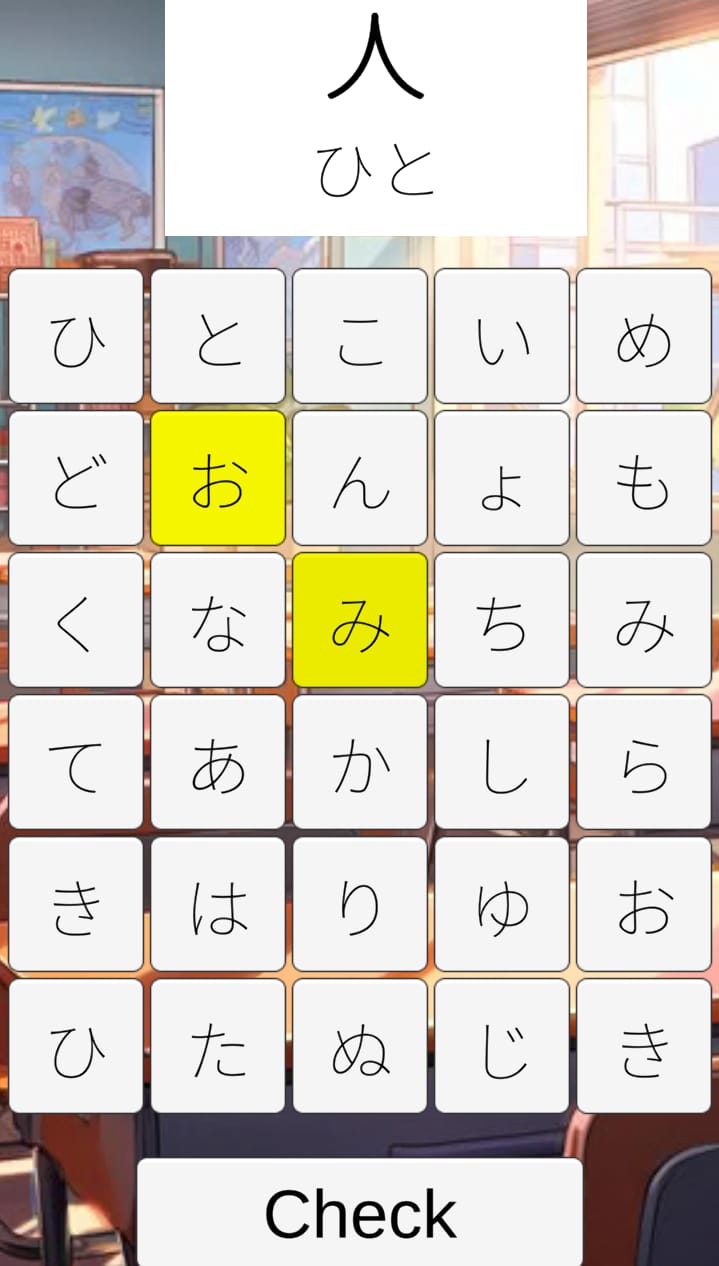 人
ひと
ひ と こ い め
ど お ん ょ も
く な み ち み
て あ か し ら
き は り ゆ お
ひ た ぬ じ き
Check